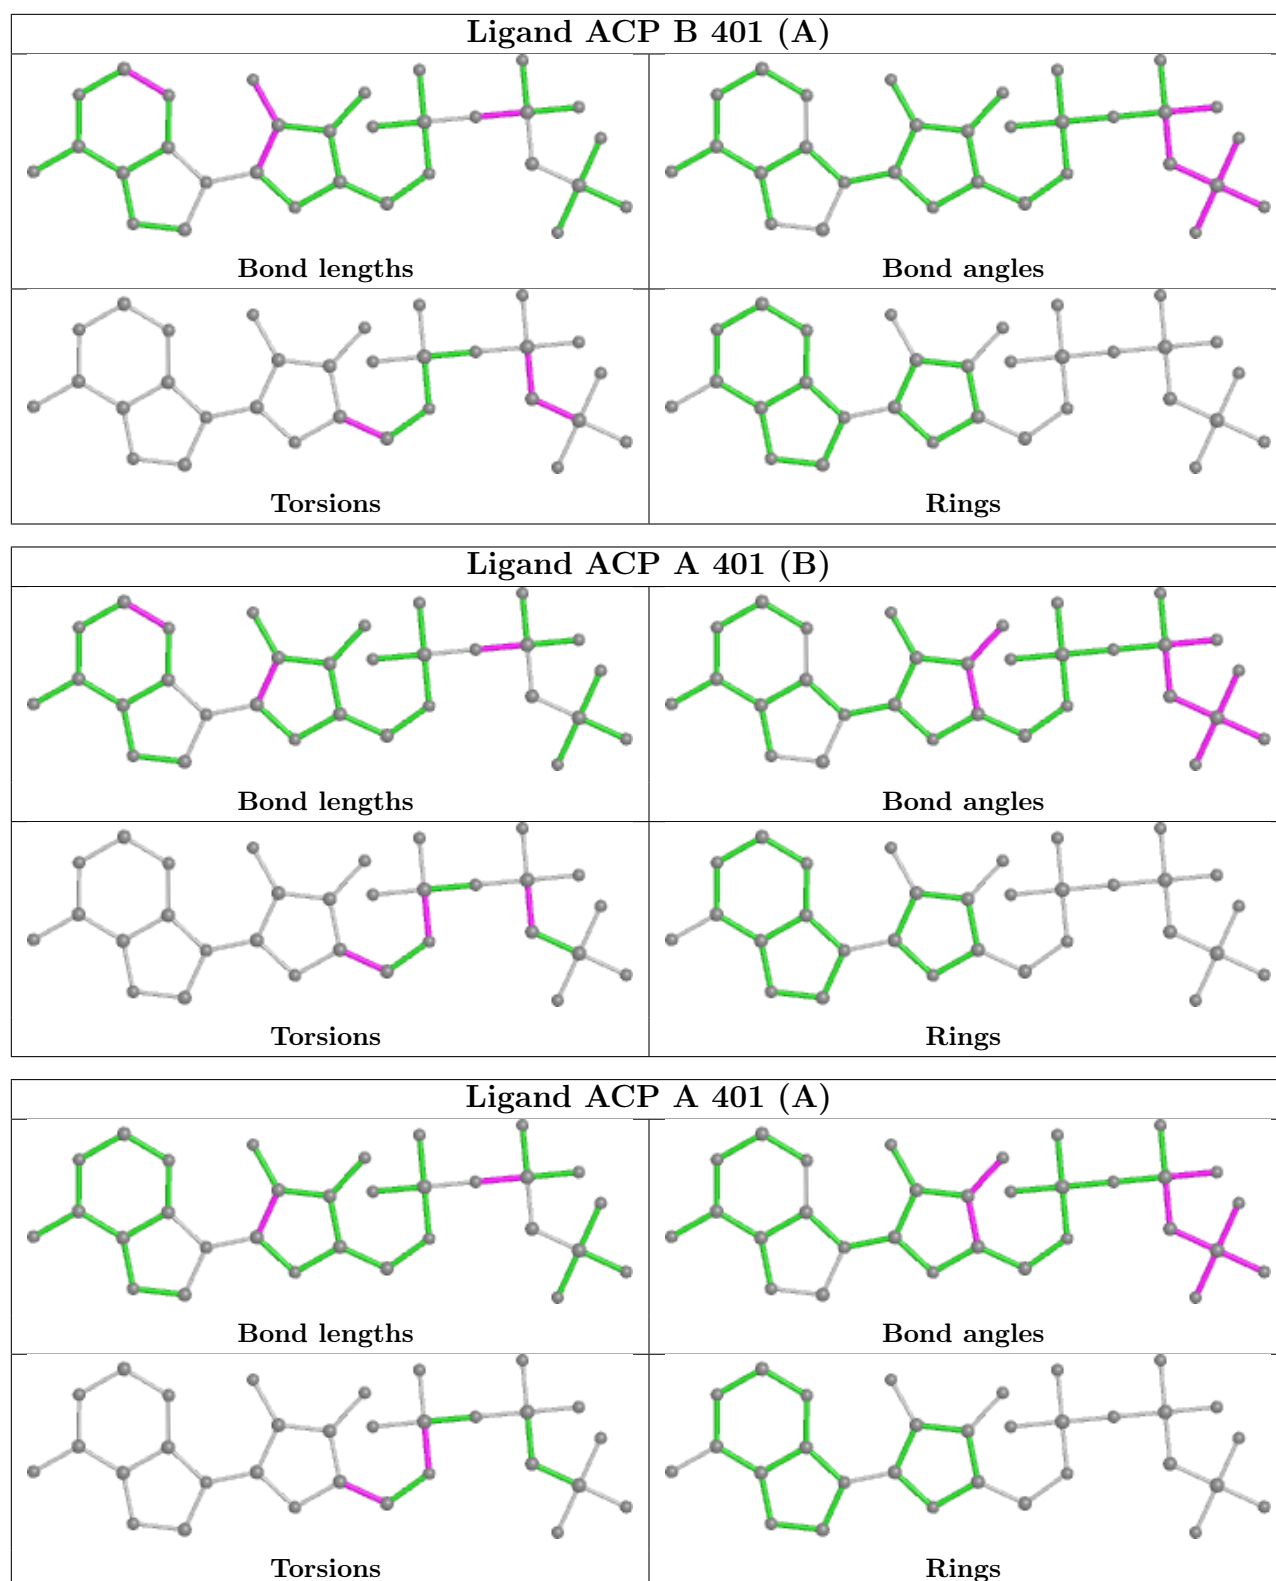 Ligand ACP B 401 (A)
Bond lengths
Bond angles
Torsions
Rings
Ligand ACP A 401 (B)
Bond lengths
Bond angles
Torsions
Rings
Ligand ACP A 401 (A)
Bond lengths
Bond angles
Torsions
Rings